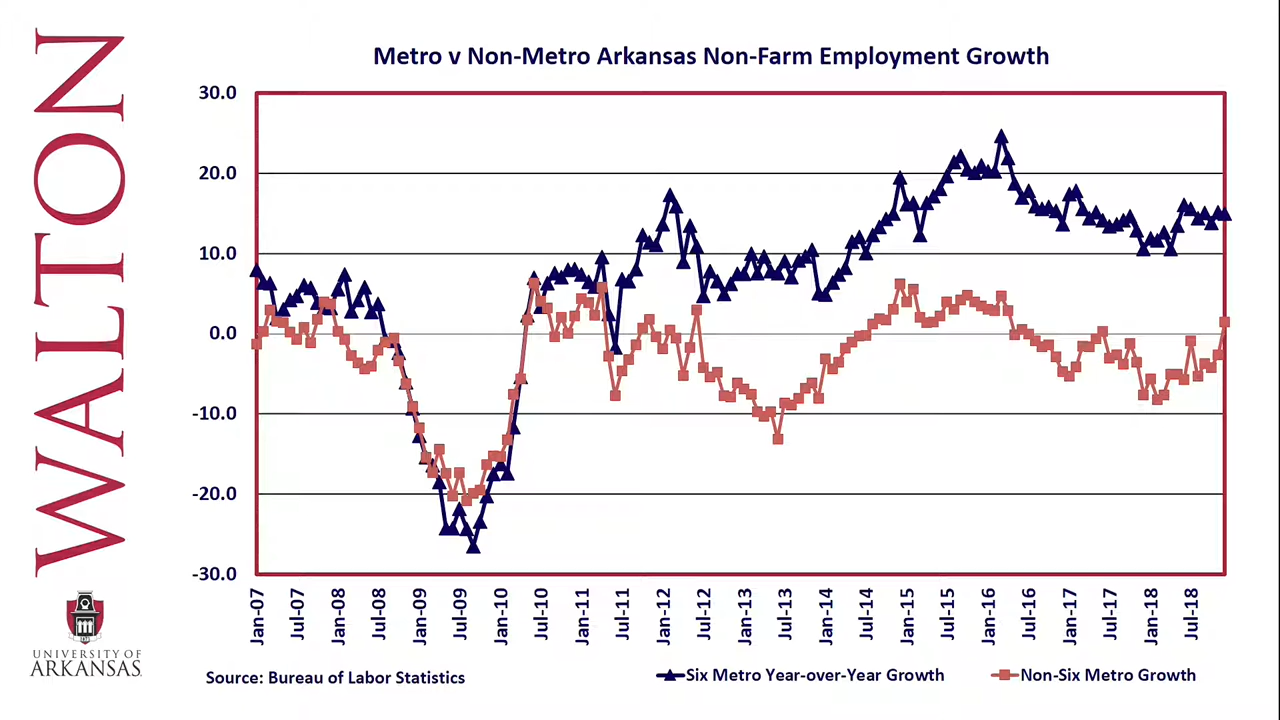 WALTON
UNIVERSITY OF
ARKANSAS
Metro v Non-Metro Arkansas Non-Farm Employment Growth
30.0
20.0
10.0
0.0
-10.0
-20.0
-30.0
Jan-07
Jul-07
Jan-08
Jul-08
Jan-09
Jul-09
Jan-10
Jul-10
Jan-11
Jul-11
Jan-12
Jul-12
Jan-13
Jul-13
Jan-14
Jul-14
Jan-15
Jul-15
Jan-16
Jul-16
Jan-17
Jul-17
Jan-18
Jul-18
Source: Bureau of Labor Statistics
Six Metro Year-over-Year Growth
Non-Six Metro Growth